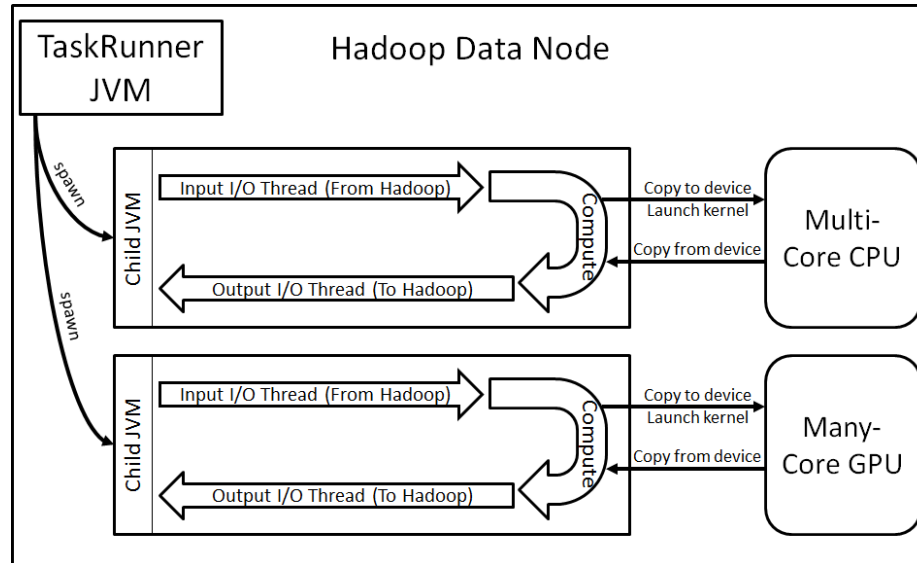 TaskRunner
JVM
Hadoop Data Node
spawn
spawn
Child JVM
Input I/O Thread (From Hadoop)
Compute
Output I/O Thread (To Hadoop)
Copy to device
Launch kernel
Copy from device
Multi-
Core CPU
Child JVM
Input I/O Thread (From Hadoop)
Compute
Output I/O Thread (To Hadoop)
Copy to device
Launch kernel
Copy from device
Many-
Core GPU